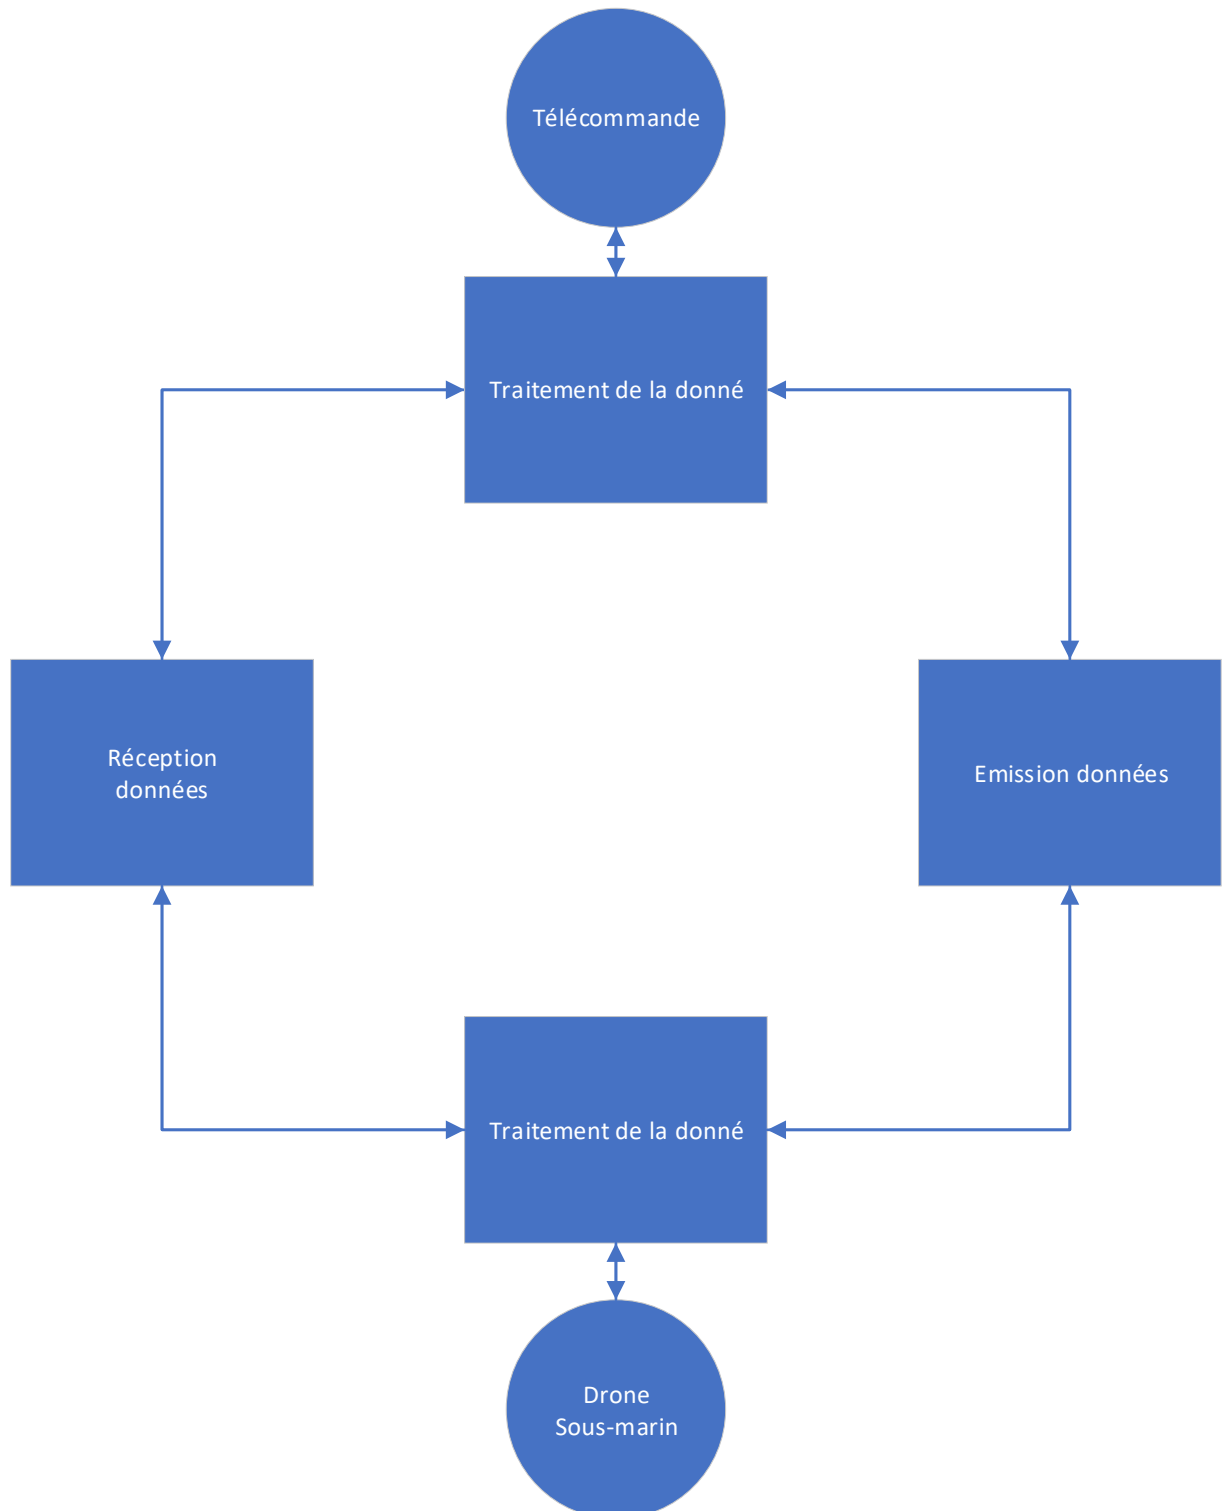 Télécommande
Traitement de la donné
Réception
données
Emission données
Traitement de la donné
Drone
Sous-marin